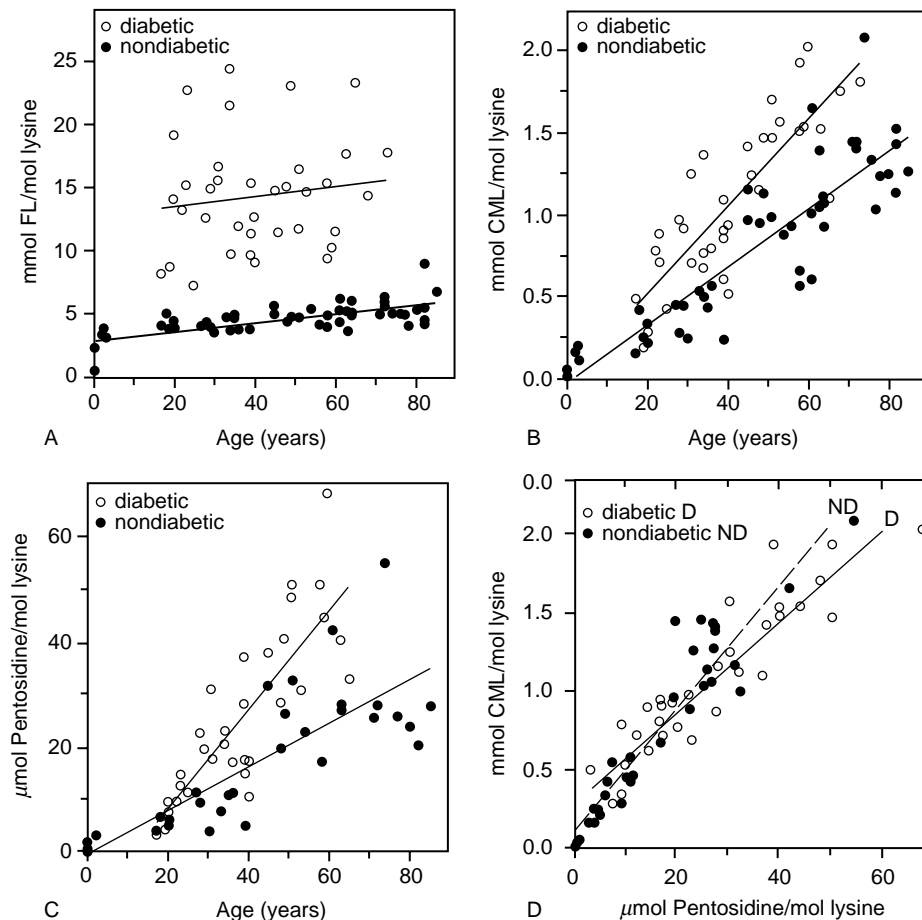 diabetic
nondiabetic
25
20
15
10
5
0
mmol FL/mol lysine
0 20 40 60 80
A Age (years)
diabetic
nondiabetic
2.0
1.5
1.0
0.5
0.0
mmol CML/mol lysine
0 20 40 60 80
B Age (years)
diabetic
nondiabetic
60
40
20
0
μmol Pentosidine/mol lysine
0 20 40 60 80
C Age (years)
diabetic D
nondiabetic ND
ND
D
0.0
2.0
1.5
1.0
0.5
0.0
mmol CML/mol lysine
0 20 40 60
D μmol Pentosidine/mol lysine